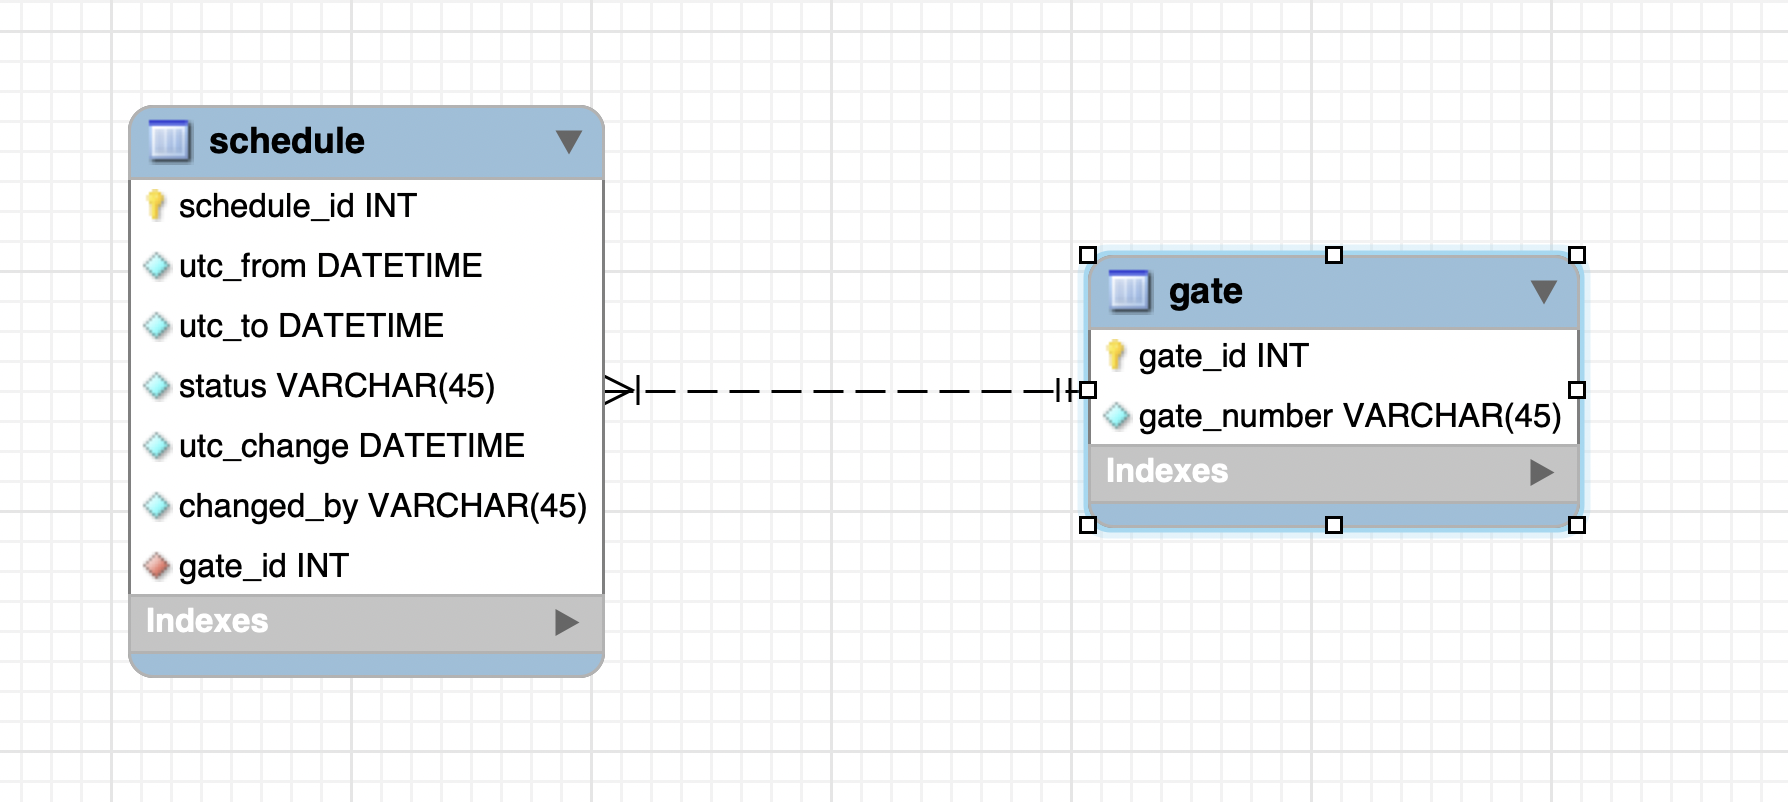 schedule
schedule_id INT
utc_from DATETIME
utc_to DATETIME
status VARCHAR(45)
utc_change DATETIME
changed_by VARCHAR(45)
gate_id INT
Indexes
gate
gate_id INT
gate_number VARCHAR(45)
Indexes